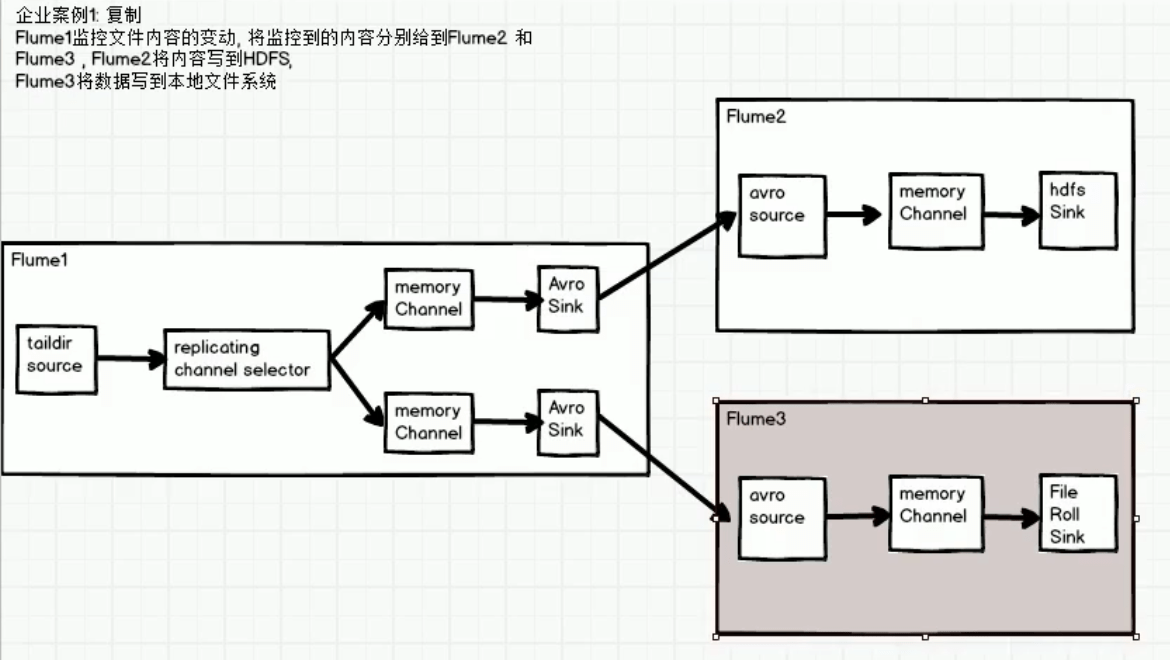 企业案例1: 复制
Flume1监控文件内容的变动, 将监控到的内容分别给到Flume2 和
Flume3 , Flume2将内容写到HDFS,
Flume3将数据写到本地文件系统
Flume1
taildir
source
replicating
channel selector
memory
Channel
Avro
Sink
memory
Channel
Avro
Sink
Flume2
avro
source
memory
Channel
hdfs
Sink
Flume3
avro
source
memory
Channel
File
Roll
Sink